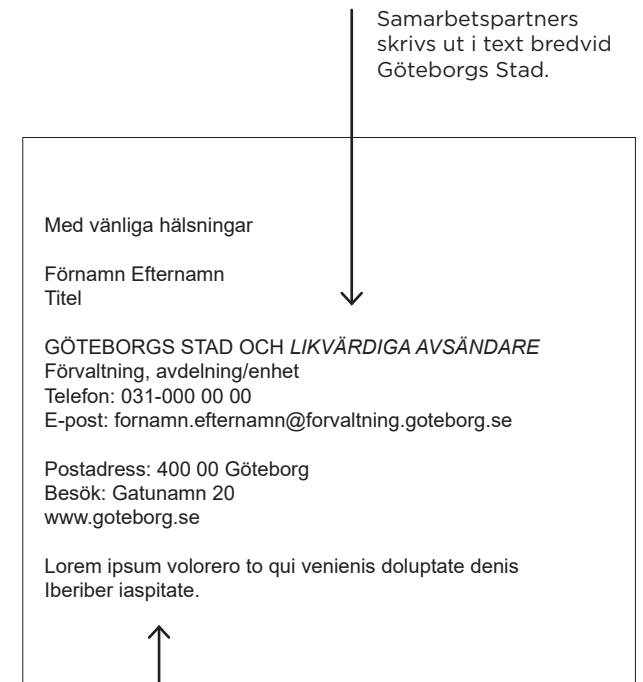 Samarbetspartners
skrivs ut i text bredvid
Göteborgs Stad.
Med vänliga hälsningar
Förnamn Efternamn
Titel
GÖTEBORGS STAD OCH LIKVÄRDIGA AVSÄNDARE
Förvaltning, avdelning/enhet
Telefon: 031-000 00 00
E-post: fornamn.efternamn@forvaltning.goteborg.se
Postadress: 400 00 Göteborg
Besök: Gatunamn 20
www.goteborg.se
Lorem ipsum volorero to qui venienis doluptate denis
Iberiber iaspitate.